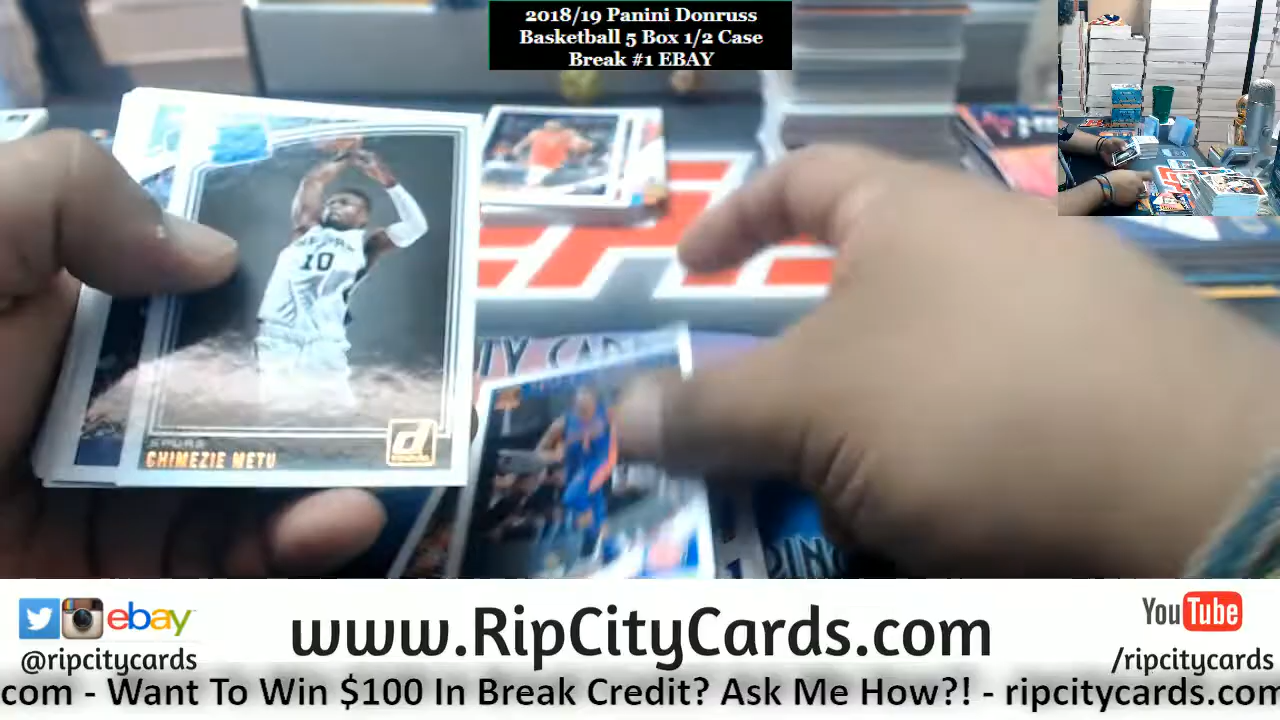 2018/19 Panini Donruss
Basketball 5 Box 1/2 Case
Break #1 EBAY
10
SPURS
CHIMEZIE METU
d
ebay
@ripcitycards
www.RipCityCards.com
YouTube
/ripcitycards
com - Want To Win $100 In Break Credit? Ask Me How?! - ripcitycards.com